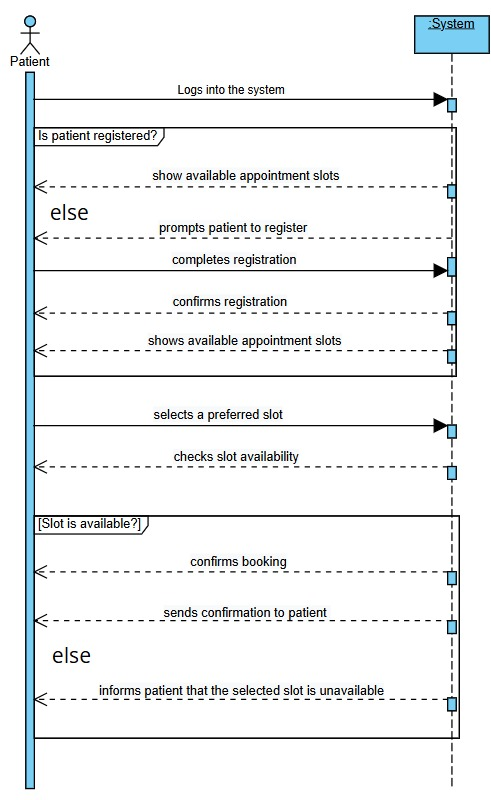 :System
Patient
Logs into the system
Is patient registered?
show available appointment slots
else
prompts patient to register
completes registration
confirms registration
shows available appointment slots
selects a preferred slot
checks slot availability
[Slot is available?]
confirms booking
sends confirmation to patient
else
informs patient that the selected slot is unavailable